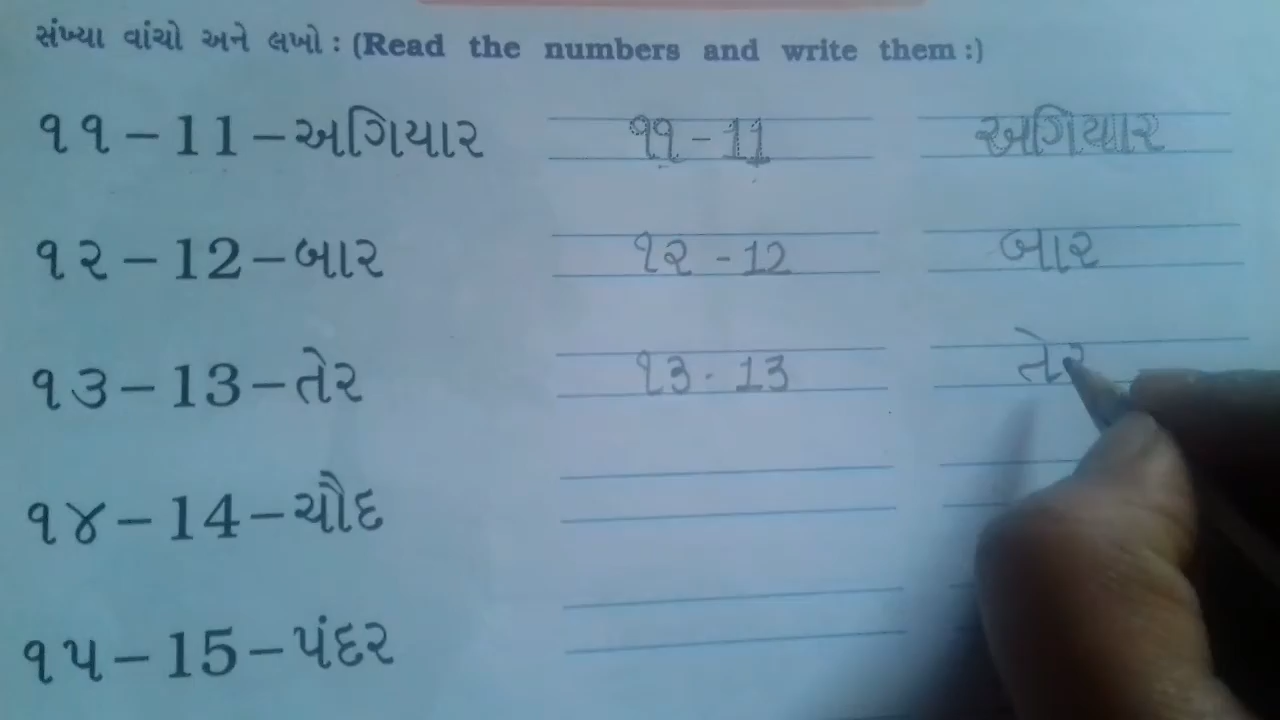 સંખ્યા વાંચો અને લખો : (Read the numbers and write them :)
૧૧ – 11 – અગિયાર ૧૧ - 11 અગિયાર
૧૨ – 12 – બાર ૧૨ - 12 બાર
૧૩ – 13 – તેર ૧૩ - 13 તેર
૧૪ – 14 – ચૌદ
૧૫ – 15 – પંદર